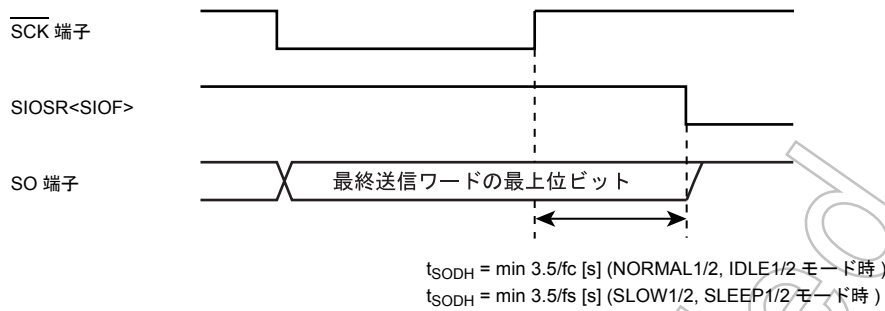 SCK 端子
SIOSR<SIOF>
SO 端子
最終送信ワードの最上位ビット
tSODH = min 3.5/fc [s] (NORMAL1/2, IDLE1/2 モード時 )
tSODH = min 3.5/fs [s] (SLOW1/2, SLEEP1/2 モード時 )